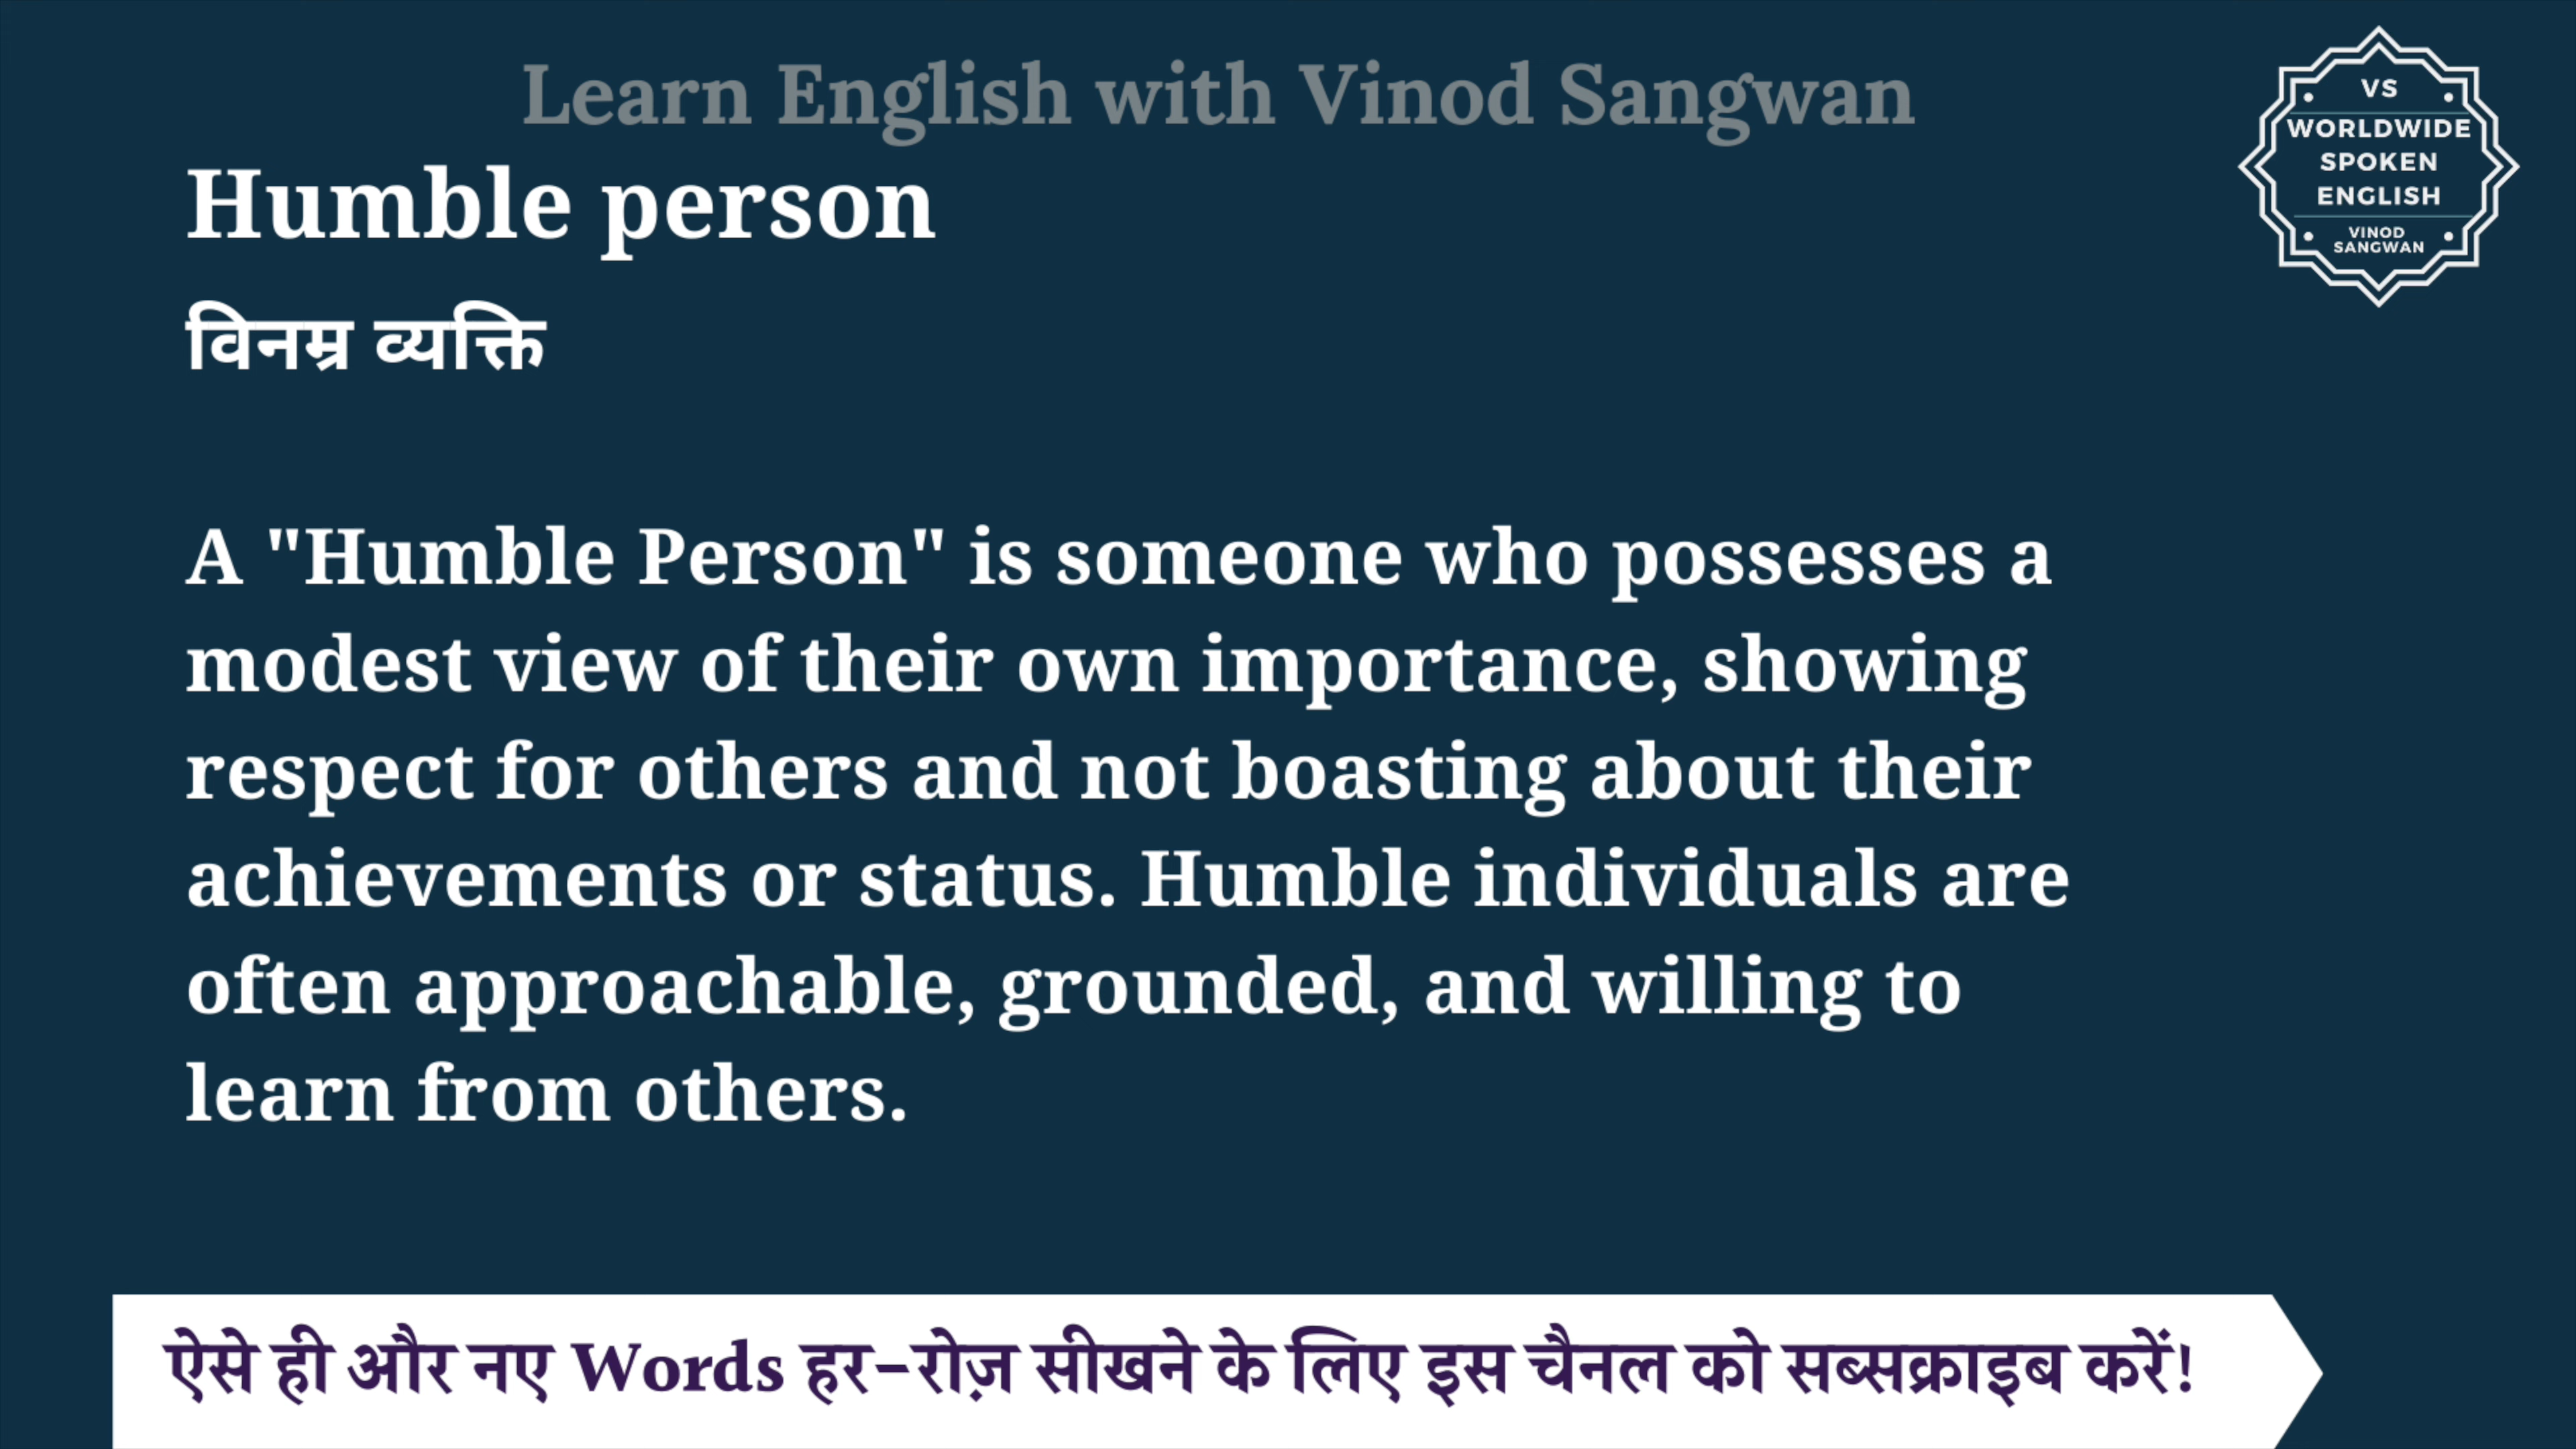 Learn English with Vinod Sangwan
VS
WORLDWIDE
SPOKEN
ENGLISH
VINOD
SANGWAN
Humble person
विनम्र व्यक्ति
A "Humble Person" is someone who possesses a
modest view of their own importance, showing
respect for others and not boasting about their
achievements or status. Humble individuals are
often approachable, grounded, and willing to
learn from others.
ऐसे ही और नए Words हर-रोज़ सीखने के लिए इस चैनल को सब्सक्राइब करें!